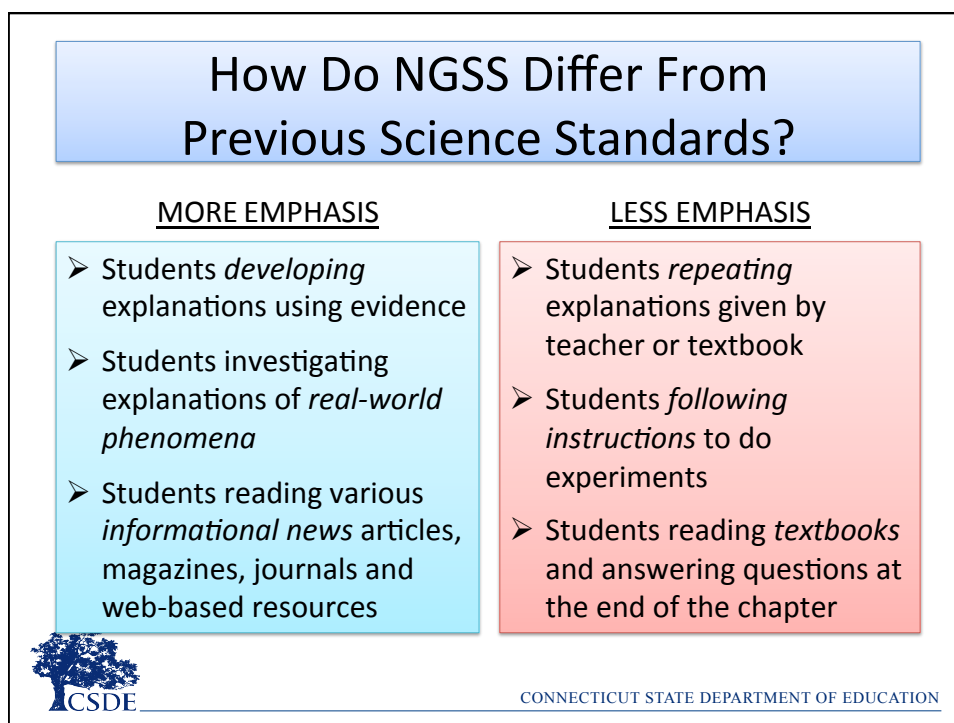 How Do NGSS Differ From
Previous Science Standards?
MORE EMPHASIS
➢ Students developing
explanations using evidence
➢ Students investigating
explanations of real-world
phenomena
➢ Students reading various
informational news articles,
magazines, journals and
web-based resources
LESS EMPHASIS
➢ Students repeating
explanations given by
teacher or textbook
➢ Students following
instructions to do
experiments
➢ Students reading textbooks
and answering questions at
the end of the chapter
CSDE
CONNECTICUT STATE DEPARTMENT OF EDUCATION